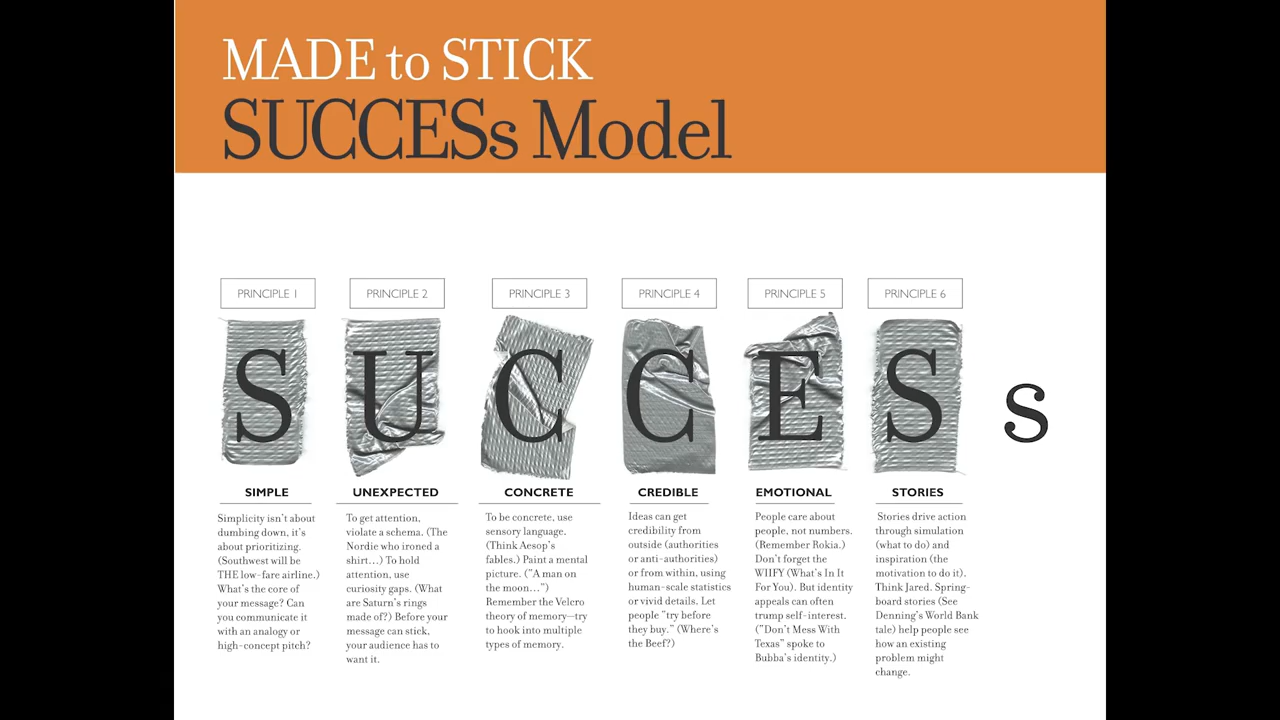 MADE to STICK
SUCCESs Model
PRINCIPLE 1
S
SIMPLE
Simplicity isn't about
dumbing down, it's
about prioritizing.
(Southwest will be
THE low-fare airline.)
What's the core of
your message? Can
you communicate it
with an analogy or
high-concept pitch?
PRINCIPLE 2
U
UNEXPECTED
To get attention,
violate a schema. (The
Nordie who ironed a
shirt...) To hold
attention, use
curiosity gaps. (What
are Saturn's rings
made of?) Before your
message can stick,
your audience has to
want it.
PRINCIPLE 3
C
CONCRETE
To be concrete, use
sensory language.
(Think Aesop's
fables.) Paint a mental
picture. ("A man on
the moon...")
Remember the Velcro
theory of memory—try
to hook into multiple
types of memory.
PRINCIPLE 4
C
CREDIBLE
Ideas can get
credibility from
outside (authorities
or anti-authorities)
or from within, using
human-scale statistics
or vivid details. Let
people "try before
they buy." (Where's
the Beef?)
PRINCIPLE 5
E
EMOTIONAL
People care about
people, not numbers.
(Remember Rokia.)
Don't forget the
WIIFY (What's In It
For You). But identity
appeals can often
trump self-interest.
("Don't Mess With
Texas" spoke to
Bubba's identity.)
PRINCIPLE 6
S
STORIES
Stories drive action
through simulation
(what to do) and
inspiration (the
motivation to do it).
Think Jared. Spring-
board stories (See
Denning's World Bank
tale) help people see
how an existing
problem might
change.
s